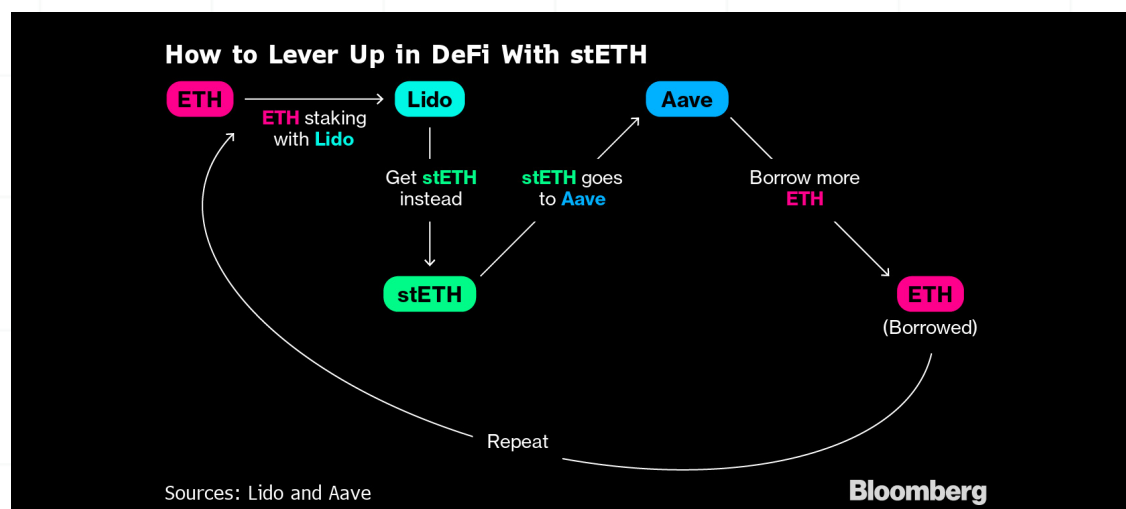 How to Lever Up in DeFi With stETH
ETH
Lido
Aave
ETH staking
with Lido
Get stETH
instead
stETH goes
to Aave
Borrow more
ETH
stETH
ETH
(Borrowed)
Repeat
Sources: Lido and Aave
Bloomberg